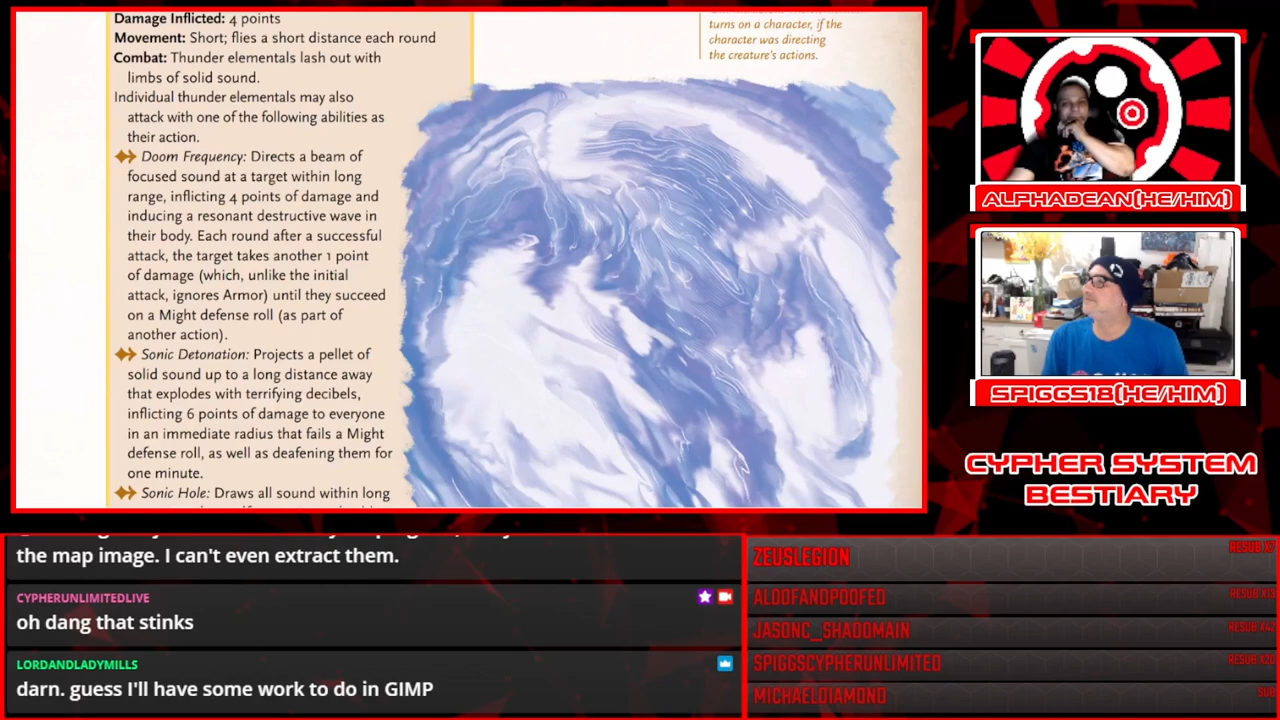 Damage Inflicted: 4 points
Movement: Short; flies a short distance each round
Combat: Thunder elementals lash out with
limbs of solid sound.
Individual thunder elementals may also
attack with one of the following abilities as
their action.
Doom Frequency: Directs a beam of
focused sound at a target within long
range, inflicting 4 points of damage and
inducing a resonant destructive wave in
their body. Each round after a successful
attack, the target takes another 1 point
of damage (which, unlike the initial
attack, ignores Armor) until they succeed
on a Might defense roll (as part of
another action).
Sonic Detonation: Projects a pellet of
solid sound up to a long distance away
that explodes with terrifying decibels,
inflicting 6 points of damage to everyone
in an immediate radius that fails a Might
defense roll, as well as deafening them for
one minute.
Sonic Hole: Draws all sound within long
turns on a character, if the
character was directing
the creature's actions.
ALPHADEAN(HE/HIM)
SPIGGS18(HE/HIM)
CYPHER SYSTEM
BESTIARY
the map image. I can't even extract them.
CYPHERUNLIMITEDLIVE
oh dang that stinks
LORDANDLADYMILLS
darn. guess I'll have some work to do in GIMP
ZEUSLEGION
RESUB
ALOOFANDPOOFED
RESUB
JASONC_SHADOMAIN
RESUB
SPIGGSCYPHERUNLIMITED
RESUB
MICHAELDIAMOND
SUB